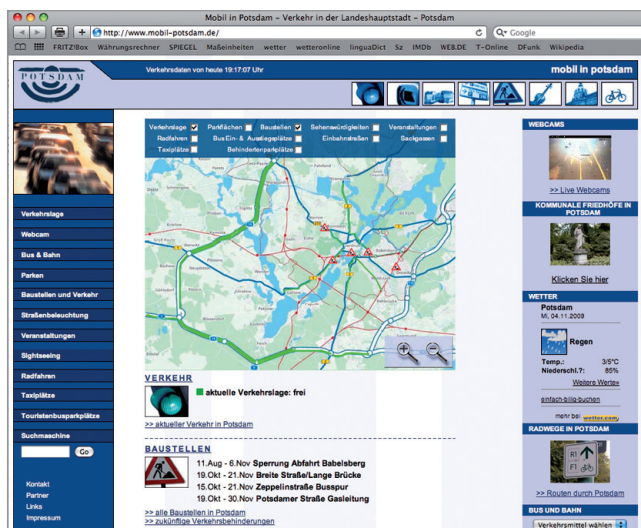 Mobil in Potsdam – Verkehr in der Landeshauptstadt – Potsdam
http://www.mobil-potsdam.de/
Google
FRITZ!Box Währungsrechner SPIEGEL Maßeinheiten wetter wetteronline linguaDict Sz IMDb WEB.DE T-Online DFunk Wikipedia
POTSDAM
Verkehrsdaten von heute 19:17:07 Uhr
mobil in potsdam
Verkehrslage Parkflächen Baustellen Sehenswürdigkeiten Veranstaltungen
Radfahren Bus Ein- & Ausstiegsplätze Einbahnstraßen Sackgassen
Taxiplätze Behindertenparkplätze
Verkehrslage
Webcam
Bus & Bahn
Parken
Baustellen und Verkehr
Straßenbeleuchtung
Veranstaltungen
Sightseeing
Radfahren
Taxiplätze
Touristenbusparkplätze
Suchmaschine
Go
Kontakt
Partner
Links
Impressum
VERKEHR
aktuelle Verkehrslage: frei
>> aktueller Verkehr in Potsdam
BAUSTELLEN
11.Aug - 6.Nov Sperrung Abfahrt Babelsberg
19.Okt - 21.Nov Breite Straße/Lange Brücke
15.Okt - 21.Nov Zeppelinstraße Busspur
19.Okt - 30.Nov Potsdamer Straße Gasleitung
>> alle Baustellen in Potsdam
>> zukünftige Verkehrsbehinderungen
WEBCAMS
>> Live Webcams
KOMMUNALE FRIEDHÖFE IN
POTSDAM
Klicken Sie hier
WETTER
Potsdam
Mi, 04.11.2009
Regen
Temp.: 3/5°C
Niederschl.?: 85%
Weitere Werte»
einfach-billig-buchen
mehr bei wetter.com
RADWEGE IN POTSDAM
R1
F1
>> Routen durch Potsdam
BUS UND BAHN
Verkehrsmittel wählen